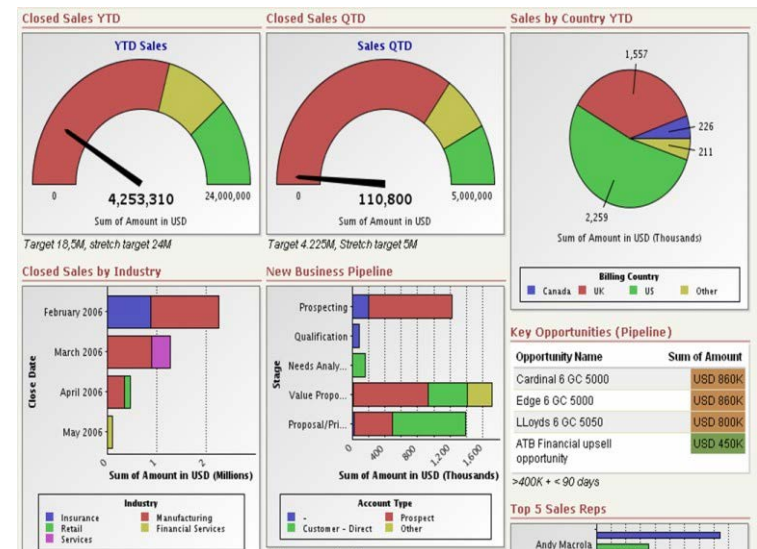 Closed Sales YTD
YTD Sales
0
4,253,310
24,000,000
Sum of Amount in USD
Target 18,5M, stretch target 24M
Closed Sales QTD
Sales QTD
0
110,800
5,000,000
Sum of Amount in USD
Target 4.225M, Stretch target 5M
Sales by Country YTD
1,557
226
211
2,259
Sum of Amount in USD (Thousands)
Billing Country
Canada UK US Other
Closed Sales by Industry
Close Date
February 2006
March 2006
April 2006
May 2006
0 1 2
Sum of Amount in USD (Millions)
Industry
Insurance Manufacturing
Retail Financial Services
Services
New Business Pipeline
Stage
Prospecting
Qualification
Needs Analy...
Value Propo...
Proposal/Pri...
0 400 800 1,200 1,600
Sum of Amount in USD (Thousands)
Account Type
- Prospect
Customer - Direct Other
Key Opportunities (Pipeline)
Opportunity Name Sum of Amount
Cardinal 6 GC 5000 USD 860K
Edge 6 GC 5000 USD 860K
LLoyds 6 GC 5050 USD 800K
ATB Financial upsell USD 450K
opportunity
>400K + < 90 days
Top 5 Sales Reps
Andy Macrola